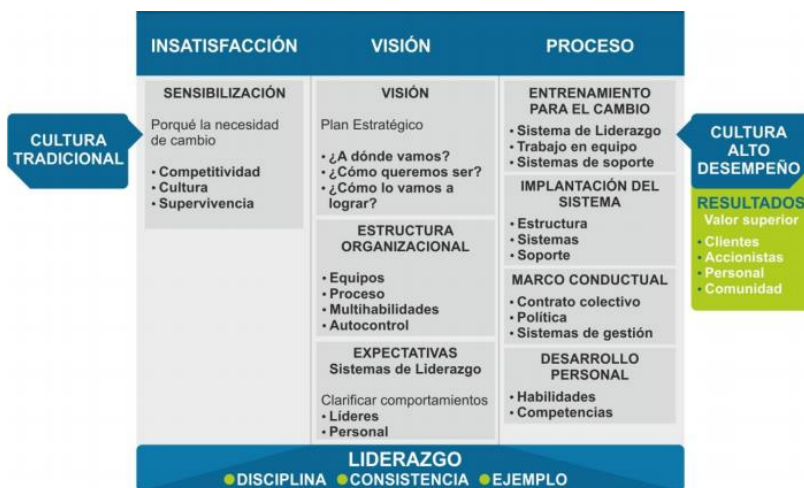 INSATISFACCIÓN
VISIÓN
PROCESO
CULTURA
TRADICIONAL
SENSIBILIZACIÓN
Porqué la necesidad
de cambio
• Competitividad
• Cultura
• Supervivencia
VISIÓN
Plan Estratégico
• ¿A dónde vamos?
• ¿Cómo queremos ser?
• ¿Cómo lo vamos a
lograr?
ESTRUCTURA
ORGANIZACIONAL
• Equipos
• Proceso
• Multihabilidades
• Autocontrol
EXPECTATIVAS
Sistemas de Liderazgo
Clarificar comportamientos
• Líderes
• Personal
ENTRENAMIENTO
PARA EL CAMBIO
• Sistema de Liderazgo
• Trabajo en equipo
• Sistemas de soporte
IMPLANTACIÓN DEL
SISTEMA
• Estructura
• Sistemas
• Soporte
MARCO CONDUCTUAL
• Contrato colectivo
• Política
• Sistemas de gestión
DESARROLLO
PERSONAL
• Habilidades
• Competencias
CULTURA
ALTO
DESEMPEÑO
RESULTADOS
Valor superior
• Clientes
• Accionistas
• Personal
• Comunidad
LIDERAZGO
● DISCIPLINA ● CONSISTENCIA ● EJEMPLO